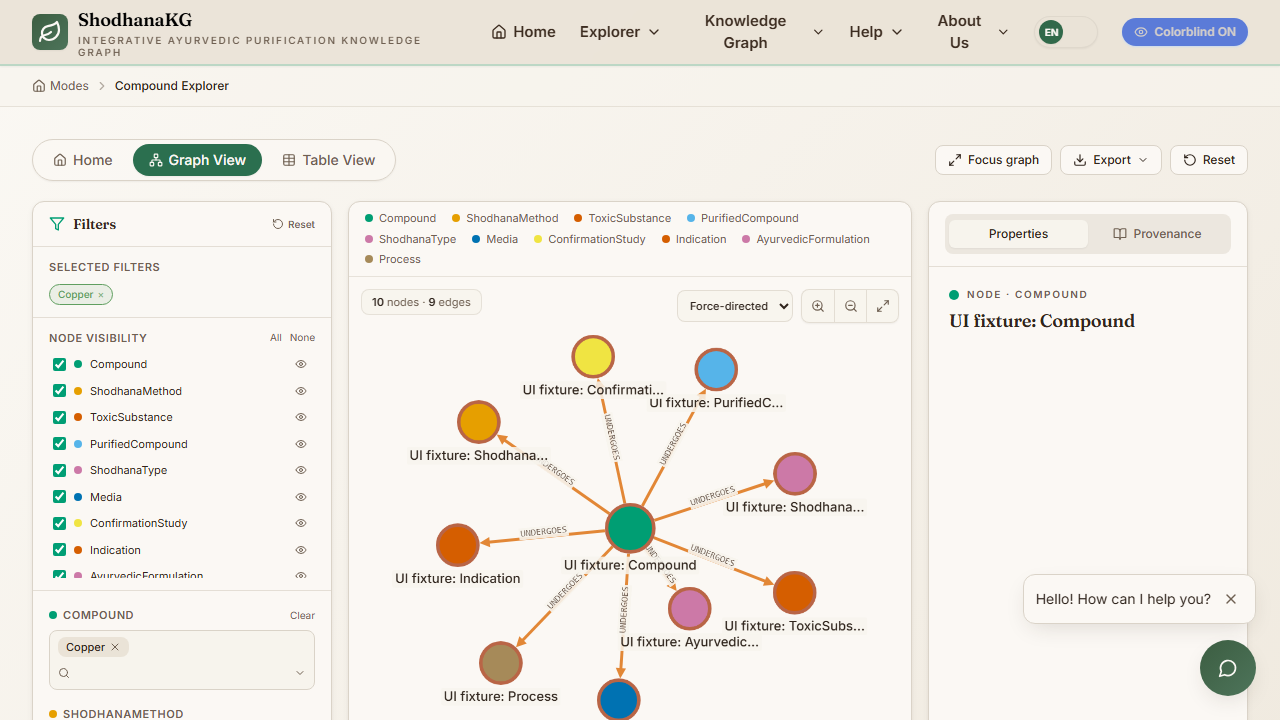 ShodhanaKG
INTEGRATIVE AYURVEDIC PURIFICATION KNOWLEDGE
GRAPH
Home
Explorer
Knowledge
Graph
Help
About
Us
EN
Colorblind ON
Modes
Compound Explorer
Home
Graph View
Table View
Focus graph
Export
Reset
Filters
Reset
SELECTED FILTERS
Copper ×
NODE VISIBILITY
All
None
Compound
ShodhanaMethod
ToxicSubstance
PurifiedCompound
ShodhanaType
Media
ConfirmationStudy
Indication
AyurvedicFormulation
COMPOUND
Clear
Copper
SHODHANAMETHOD
Compound ShodhanaMethod ToxicSubstance PurifiedCompound
ShodhanaType Media ConfirmationStudy Indication AyurvedicFormulation
Process
10 nodes · 9 edges
Force-directed
UI fixture: Confirmati...
UI fixture: PurifiedC...
UNDERGOES
UNDERGOES
UI fixture: Shodhana...
UNDERGOES
UI fixture: Shodhana...
UNDERGOES
UNDERGOES
UI fixture: Compound
UI fixture: Indication
UNDERGOES
UNDERGOES
UI fixture: ToxicSubs...
UI fixture: Ayurvedic...
UI fixture: Process
Properties
Provenance
NODE · COMPOUND
UI fixture: Compound
Hello! How can I help you?